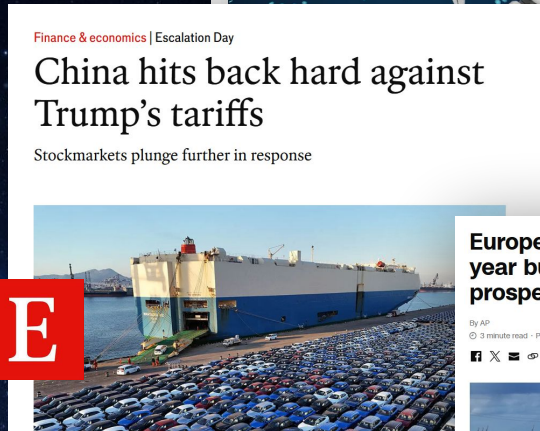 Finance & economics | Escalation Day
China hits back hard against
Trump's tariffs
Stockmarkets plunge further in response
E
Europe
year bu
prospe
By AP
3 minute read - P